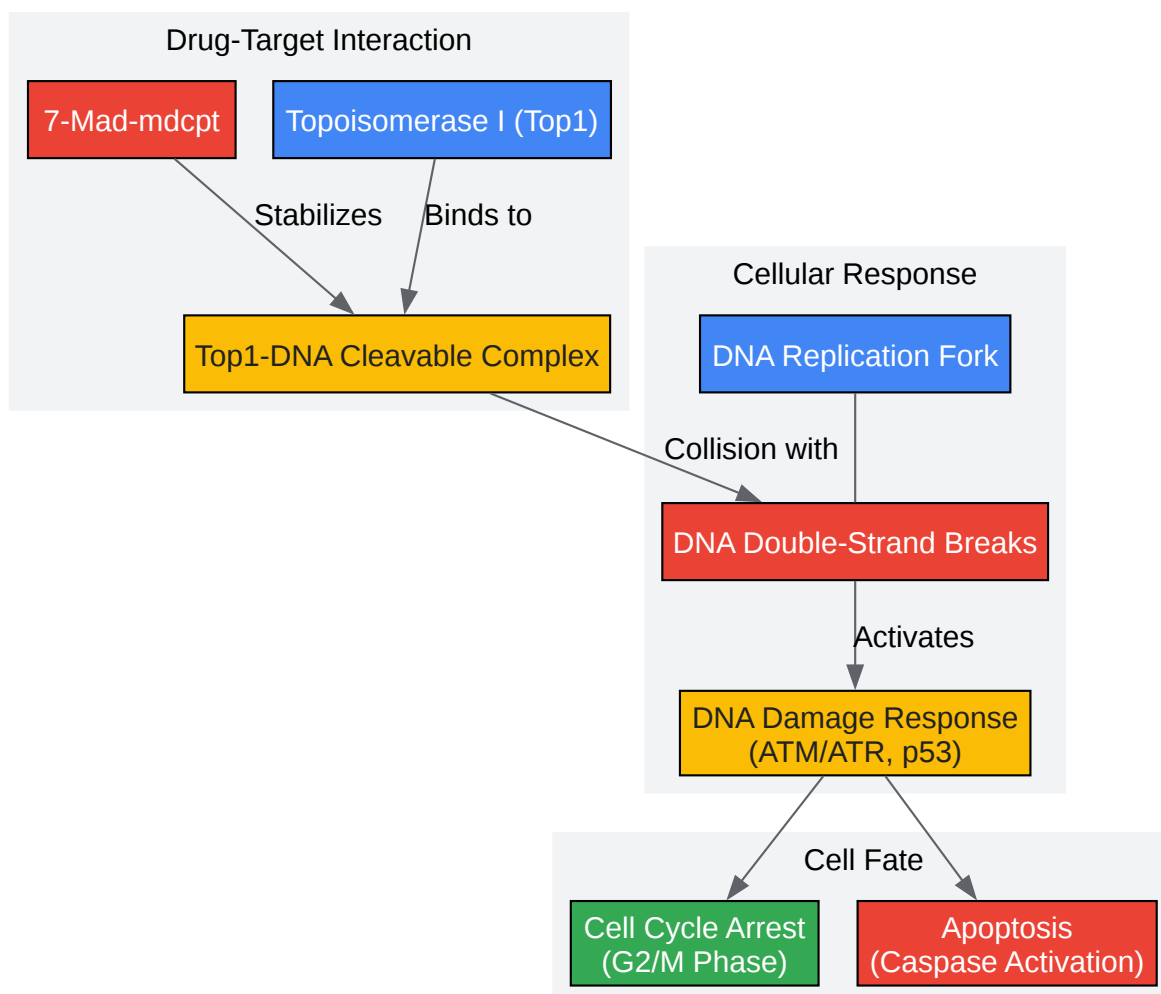 Drug-Target Interaction
7-Mad-mdcpt
Topoisomerase I (Top1)
Stabilizes
Binds to
Top1-DNA Cleavable Complex
Cellular Response
DNA Replication Fork
Collision with
DNA Double-Strand Breaks
Activates
DNA Damage Response
(ATM/ATR, p53)
Cell Fate
Cell Cycle Arrest
(G2/M Phase)
Apoptosis
(Caspase Activation)